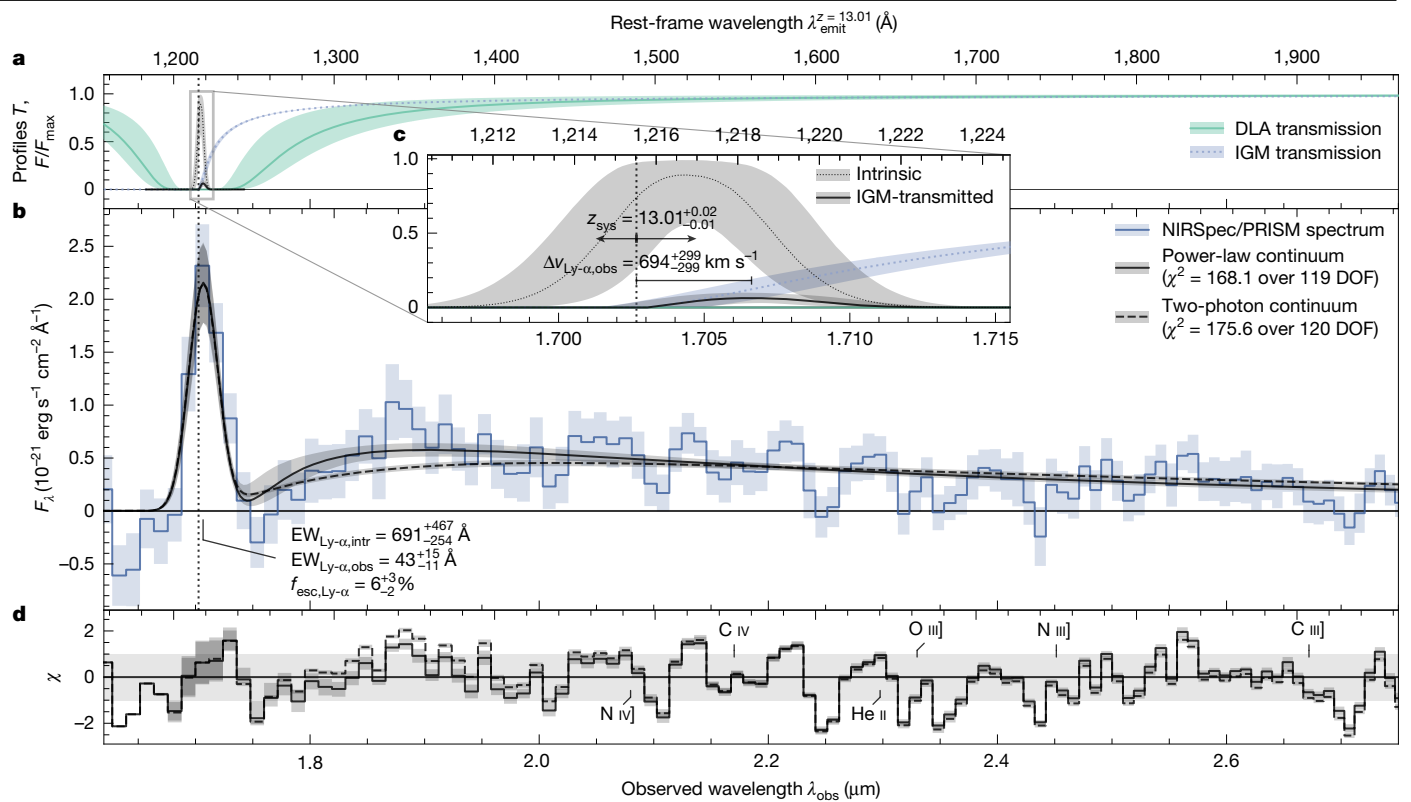 Rest-frame wavelength λ_emit^{z = 13.01} (Å)
1,200 1,300 1,400 1,500 1,600 1,700 1,800 1,900
a
Profiles T,
F/F_max
1.0
0.5
0
DLA transmission
IGM transmission
c
1,212 1,214 1,216 1,218 1,220 1,222 1,224
1.0
0.5
0
Intrinsic
IGM-transmitted
z_sys = 13.01^{+0.02}_{-0.01}
Δv_{Ly-α,obs} = 694^{+299}_{-299} km s^{-1}
1.700 1.705 1.710 1.715
b
F_λ (10^{-21} erg s^{-1} cm^{-2} Å^{-1})
2.5
2.0
1.5
1.0
0.5
0
−0.5
NIRSpec/PRISM spectrum
Power-law continuum
(χ² = 168.1 over 119 DOF)
Two-photon continuum
(χ² = 175.6 over 120 DOF)
EW_{Ly-α,intr} = 691^{+467}_{-254} Å
EW_{Ly-α,obs} = 43^{+15}_{-11} Å
f_{esc,Ly-α} = 6^{+3}_{-2}%
d
χ
2
0
−2
N IV]
C IV
He II
O III]
N III]
C III]
1.8 2.0 2.2 2.4 2.6
Observed wavelength λ_obs (μm)